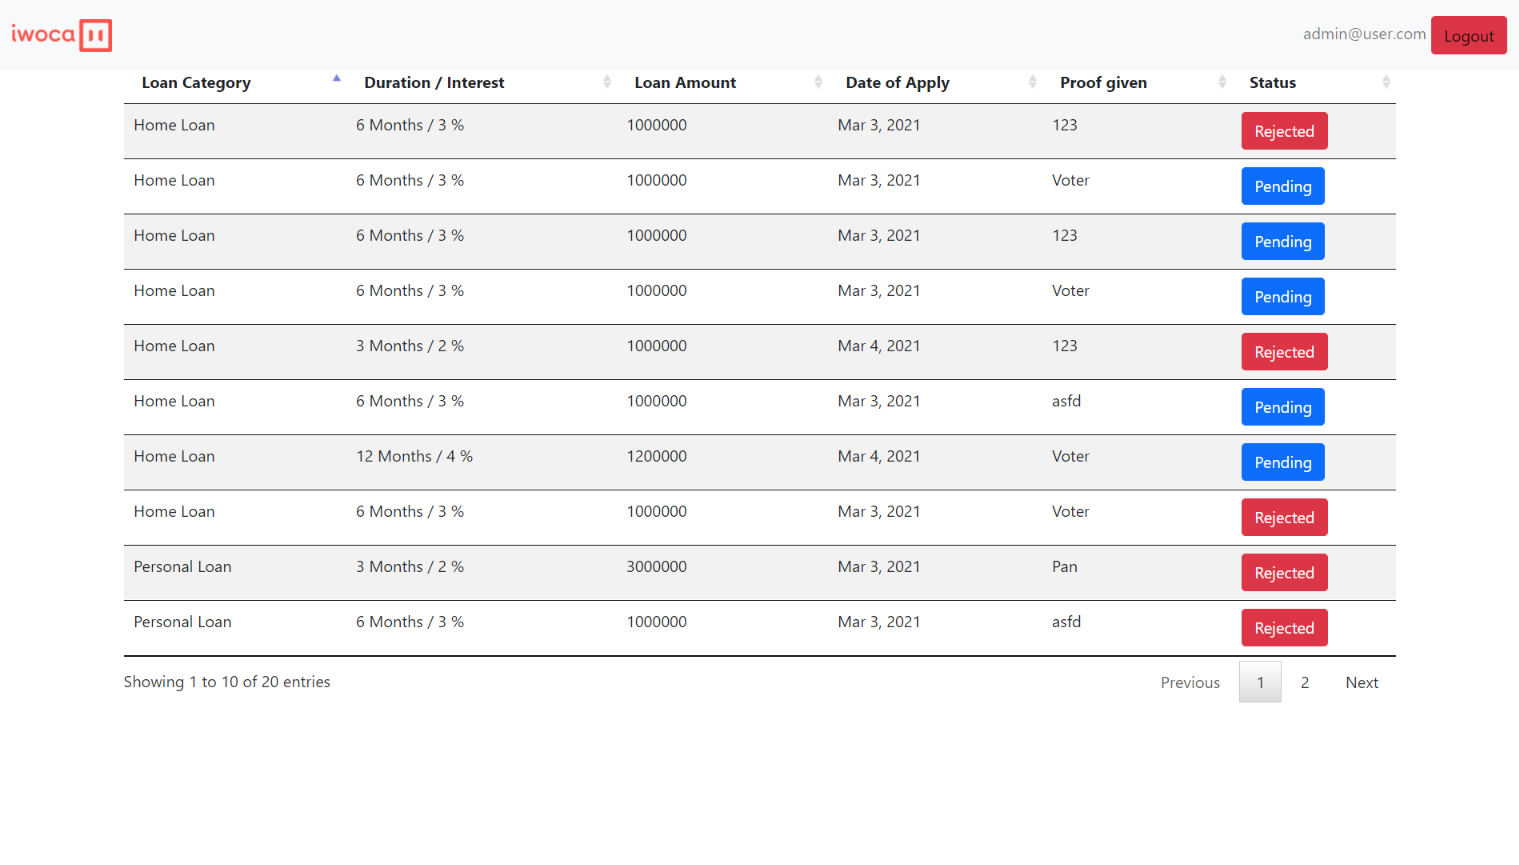 iwoca
admin@user.com Logout
Loan Category Duration / Interest Loan Amount Date of Apply Proof given Status
Home Loan 6 Months / 3 % 1000000 Mar 3, 2021 123 Rejected
Home Loan 6 Months / 3 % 1000000 Mar 3, 2021 Voter Pending
Home Loan 6 Months / 3 % 1000000 Mar 3, 2021 123 Pending
Home Loan 6 Months / 3 % 1000000 Mar 3, 2021 Voter Pending
Home Loan 3 Months / 2 % 1000000 Mar 4, 2021 123 Rejected
Home Loan 6 Months / 3 % 1000000 Mar 3, 2021 asfd Pending
Home Loan 12 Months / 4 % 1200000 Mar 4, 2021 Voter Pending
Home Loan 6 Months / 3 % 1000000 Mar 3, 2021 Voter Rejected
Personal Loan 3 Months / 2 % 3000000 Mar 3, 2021 Pan Rejected
Personal Loan 6 Months / 3 % 1000000 Mar 3, 2021 asfd Rejected
Showing 1 to 10 of 20 entries Previous 1 2 Next